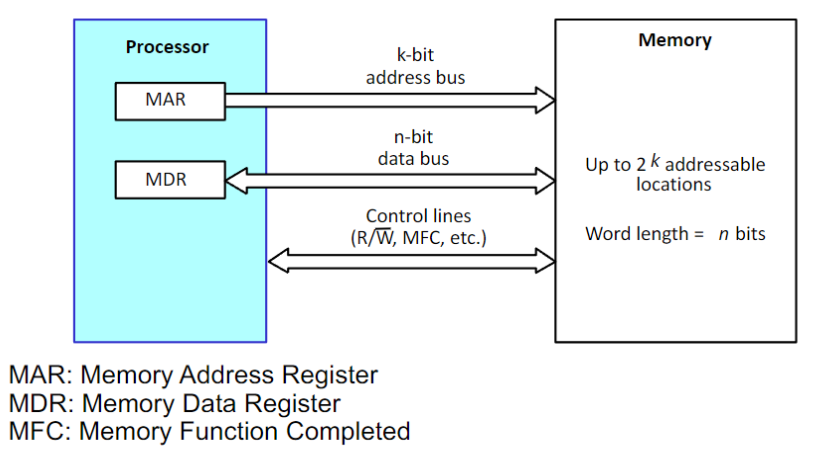 Processor
Memory
k-bit
address bus
MAR
n-bit
data bus
MDR
Up to 2 k addressable
locations
Control lines
(R/W̅, MFC, etc.)
Word length = n bits
MAR: Memory Address Register
MDR: Memory Data Register
MFC: Memory Function Completed